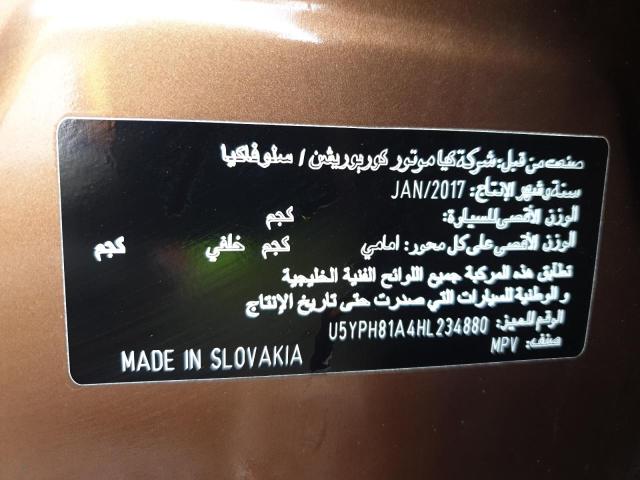 صنعت من قبل: شركة كيا موتور كوربوريشن / سلوفاكيا
سنة وشهر الإنتاج: JAN/2017
الوزن الأقصى للسيارة: كجم
الوزن الأقصى على كل محور: امامي كجم خلفي كجم
تطابق هذه المركبة جميع اللوائح الفنية الخليجية
و الوطنية للسيارات التي صدرت حتى تاريخ الإنتاج
الرقم المميز: U5YPH81A4HL234880
صنف: MPV
MADE IN SLOVAKIA